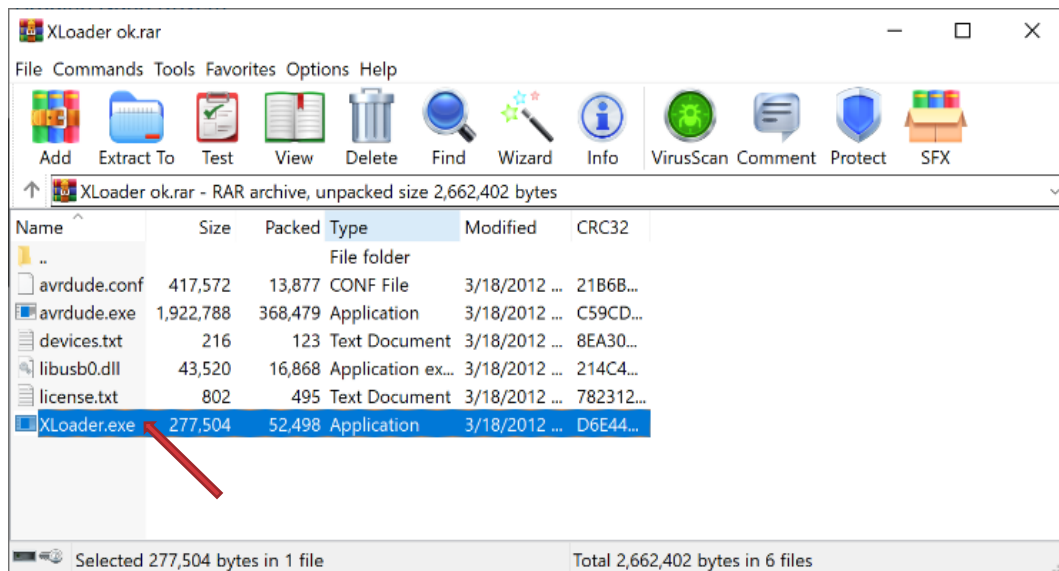 XLoader ok.rar
File Commands Tools Favorites Options Help
Add Extract To Test View Delete Find Wizard Info VirusScan Comment Protect SFX
XLoader ok.rar - RAR archive, unpacked size 2,662,402 bytes
Name Size Packed Type Modified CRC32
.. File folder
avrdude.conf 417,572 13,877 CONF File 3/18/2012 ... 21B6B...
avrdude.exe 1,922,788 368,479 Application 3/18/2012 ... C59CD...
devices.txt 216 123 Text Document 3/18/2012 ... 8EA30...
libusb0.dll 43,520 16,868 Application ex... 3/18/2012 ... 214C4...
license.txt 802 495 Text Document 3/18/2012 ... 782312...
XLoader.exe 277,504 52,498 Application 3/18/2012 ... D6E44...
Selected 277,504 bytes in 1 file Total 2,662,402 bytes in 6 files